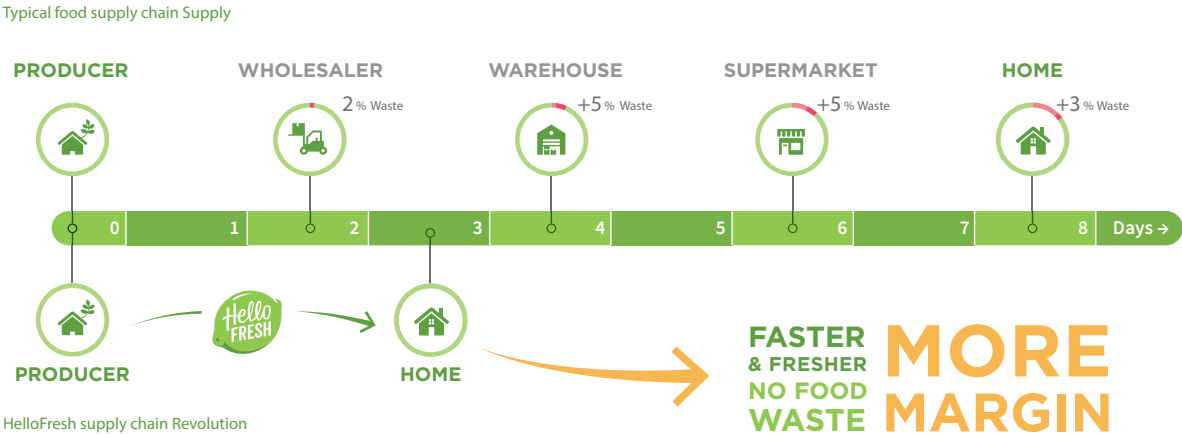 Typical food supply chain Supply
PRODUCER WHOLESALER WAREHOUSE SUPERMARKET HOME
2 % Waste +5 % Waste +5 % Waste +3 % Waste
0 1 2 3 4 5 6 7 8 Days →
Hello
FRESH
PRODUCER HOME
FASTER
& FRESHER
NO FOOD
WASTE
MORE
MARGIN
HelloFresh supply chain Revolution